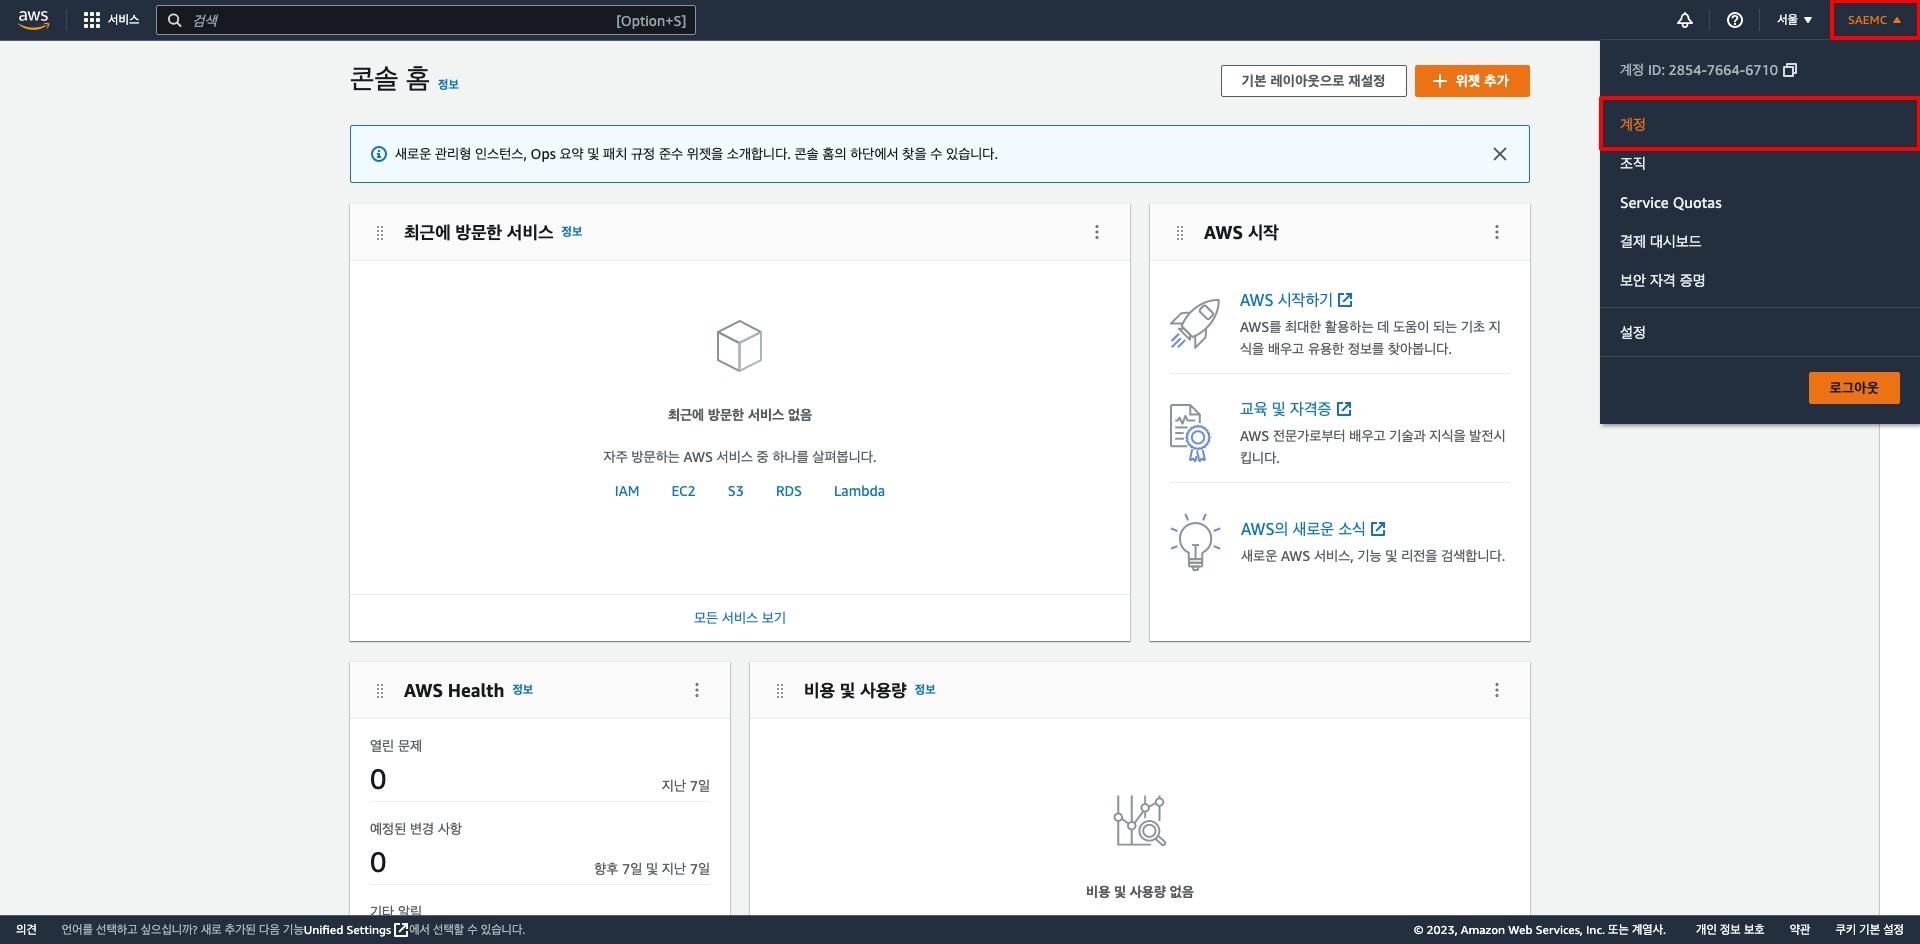 aws
서비스
검색
[Option+S]
서울 ▼
SAEMC ▲
계정 ID: 2854-7664-6710
계정
조직
Service Quotas
결제 대시보드
보안 자격 증명
설정
로그아웃
콘솔 홈 정보
기본 레이아웃으로 재설정
위젯 추가
새로운 관리형 인스턴스, Ops 요약 및 패치 규정 준수 위젯을 소개합니다. 콘솔 홈의 하단에서 찾을 수 있습니다.
최근에 방문한 서비스 정보
최근에 방문한 서비스 없음
자주 방문하는 AWS 서비스 중 하나를 살펴봅니다.
IAM EC2 S3 RDS Lambda
모든 서비스 보기
AWS 시작
AWS 시작하기
AWS를 최대한 활용하는 데 도움이 되는 기초 지
식을 배우고 유용한 정보를 찾아봅니다.
교육 및 자격증
AWS 전문가로부터 배우고 기술과 지식을 발전시
킵니다.
AWS의 새로운 소식
새로운 AWS 서비스, 기능 및 리전을 검색합니다.
AWS Health 정보
열린 문제
0
지난 7일
예정된 변경 사항
0
향후 7일 및 지난 7일
기타 알림
비용 및 사용량 정보
비용 및 사용량 없음
의견
언어를 선택하고 싶으십니까? 새로 추가된 다음 기능Unified Settings에서 선택할 수 있습니다.
© 2023, Amazon Web Services, Inc. 또는 계열사.
개인 정보 보호
약관
쿠키 기본 설정